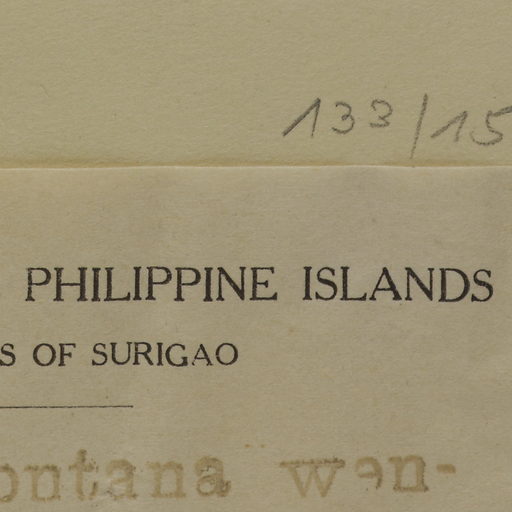 133/15
PHILIPPINE ISLANDS
S OF SURIGAO
ontana wen-